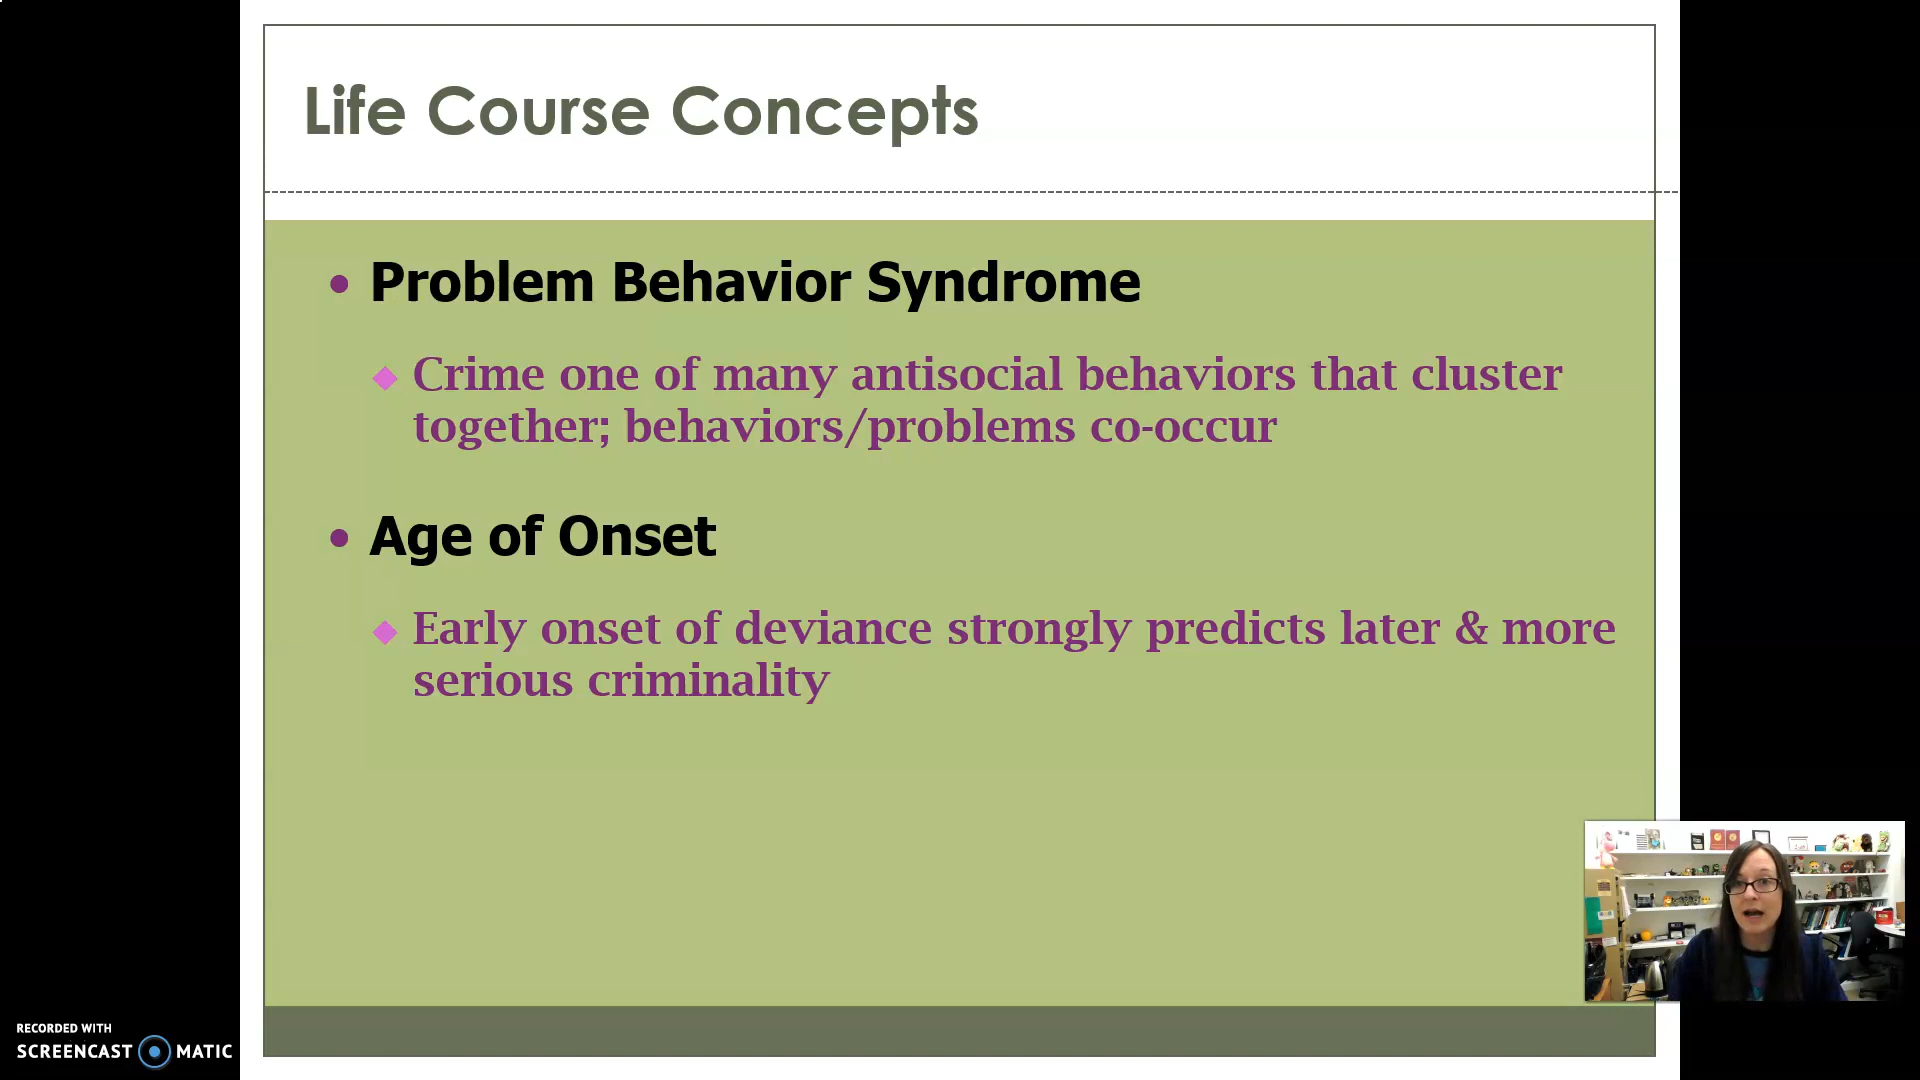 Life Course Concepts
Problem Behavior Syndrome
Crime one of many antisocial behaviors that cluster
together; behaviors/problems co-occur
Age of Onset
Early onset of deviance strongly predicts later & more
serious criminality
RECORDED WITH
SCREENCAST MATIC